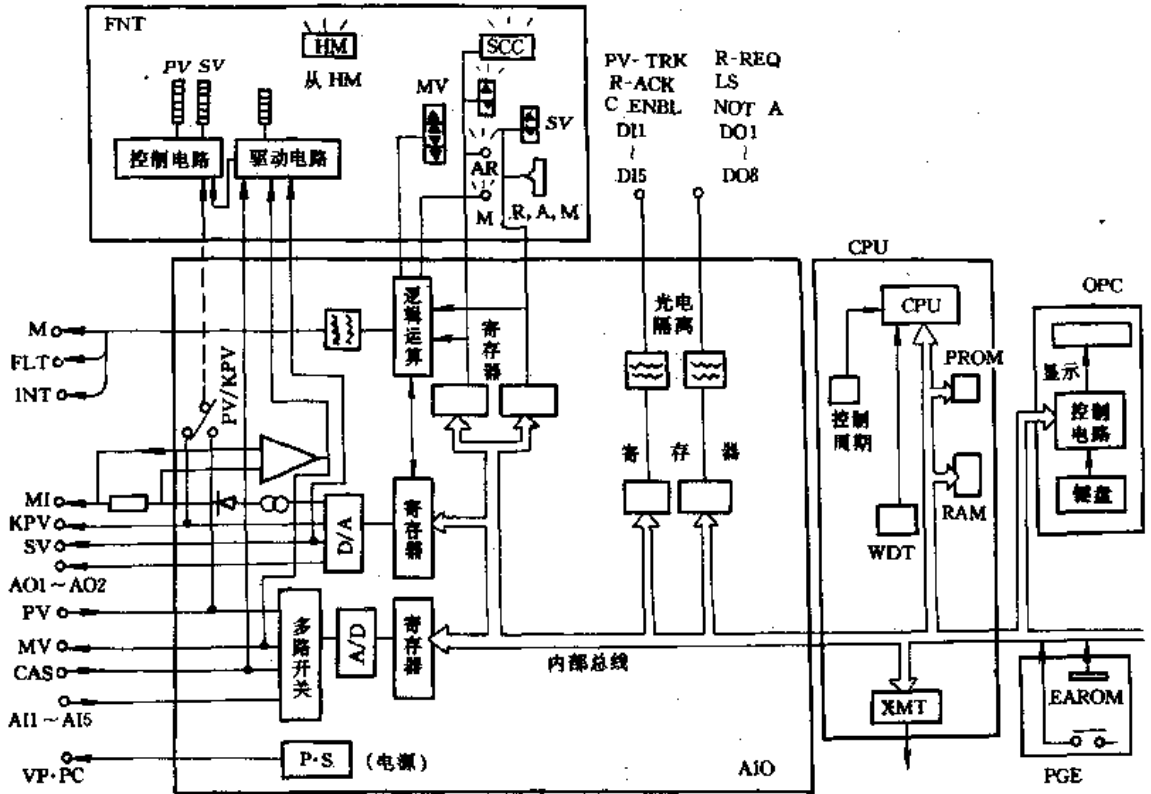 FNT
HM
从 HM
PV SV
控制电路
驱动电路
MV
SCC
SV
AR
M
R, A, M
PV-TRK
R-ACK
C ENBL
DI1
~
DI5
R-REQ
LS
NOT A
DO1
~
DO8
M
FLT
INT
PV/KPV
逻辑运算
寄存器
光电
隔离
寄存器
MI
KPV
SV
AO1~AO2
D/A
寄存器
PV
MV
CAS
AI1~AI5
多路开关
A/D
寄存器
内部总线
VP·PC
P·S
(电源)
AIO
CPU
CPU
控制
周期
PROM
RAM
WDT
XMT
OPC
显示
控制
电路
键盘
EAROM
PGE